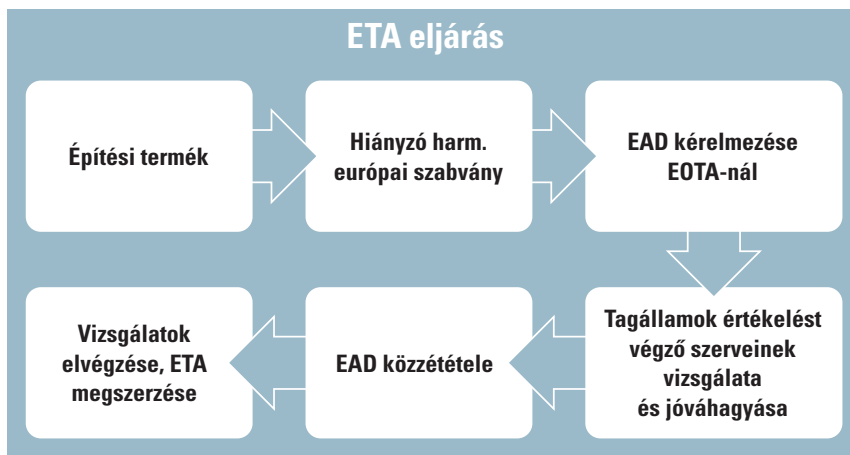 ETA eljárás
Építési termék
Hiányzó harm.
európai szabvány
EAD kérelmezése
EOTA-nál
Tagállamok értékelést
végző szerveinek
vizsgálata
és jóváhagyása
EAD közzététele
Vizsgálatok
elvégzése, ETA
megszerzése